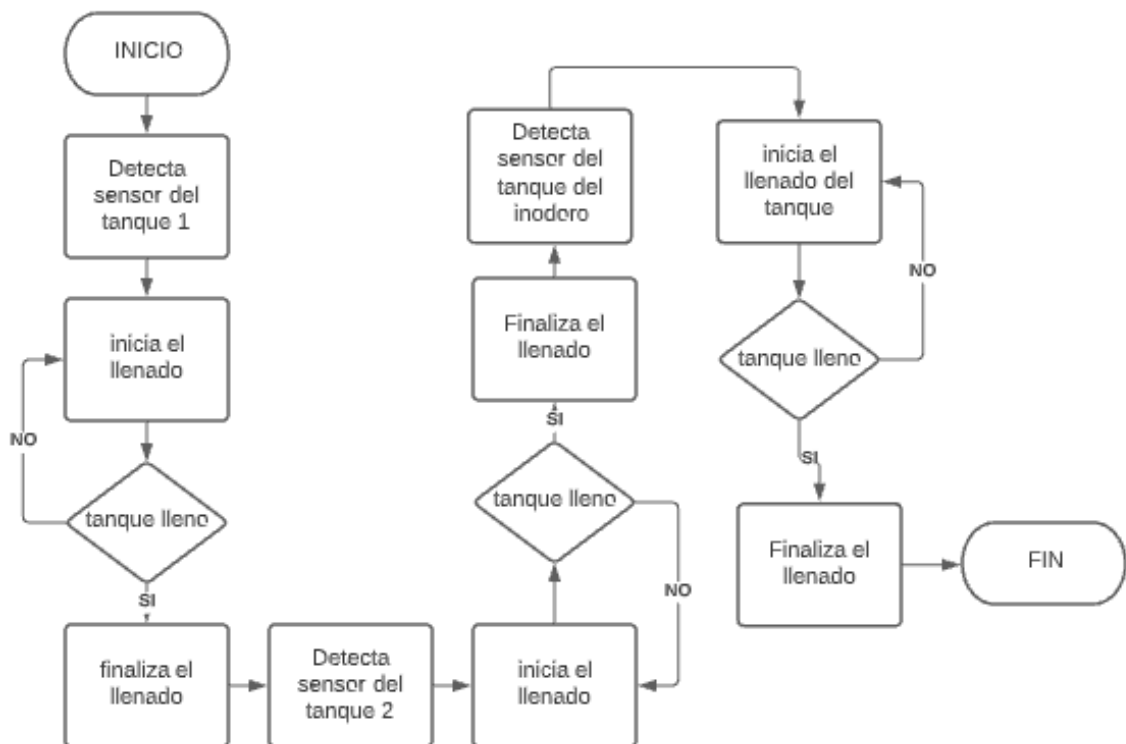 INICIO
Detecta
sensor del
tanque 1
inicia el
llenado
NO
tanque lleno
SI
finaliza el
llenado
Detecta
sensor del
tanque 2
inicia el
llenado
NO
tanque lleno
SI
Finaliza el
llenado
Detecta
sensor del
tanque del
inodoro
inicia el
llenado del
tanque
NO
tanque lleno
SI
Finaliza el
llenado
FIN